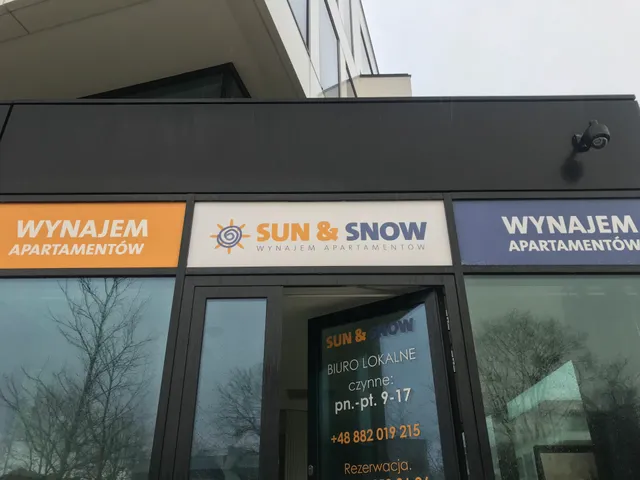 WYNAJEM
APARTAMENTÓW
SUN & SNOW
WYNAJEM APARTAMENTÓW
WYNAJEM
APARTAMENTÓW
SUN & SNOW
BIURO LOKALNE
czynne:
pn.-pt. 9-17
+48 882 019 215
Rezerwacja.